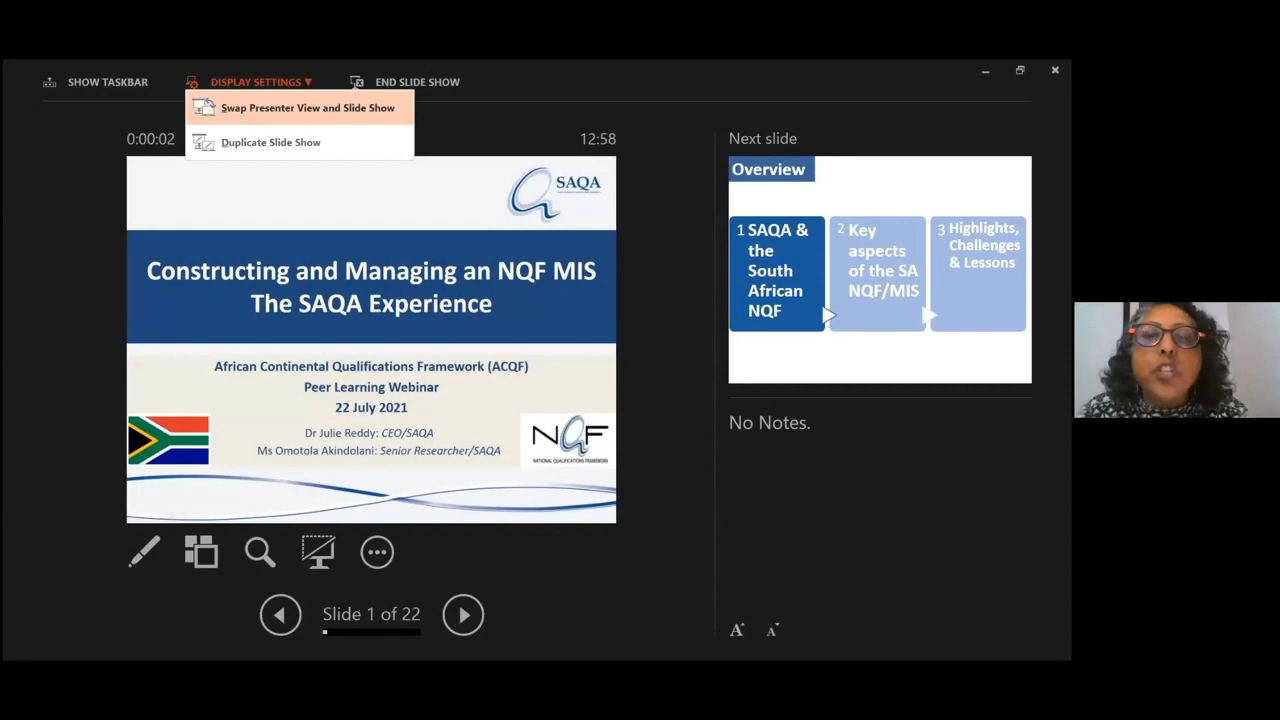 SHOW TASKBAR
DISPLAY SETTINGS ▼
END SLIDE SHOW
Swap Presenter View and Slide Show
Duplicate Slide Show
0:00:02
12:58
SAQA
Constructing and Managing an NQF MIS
The SAQA Experience
African Continental Qualifications Framework (ACQF)
Peer Learning Webinar
22 July 2021
Dr Julie Reddy: CEO/SAQA
Ms Omotola Akindolani: Senior Researcher/SAQA
NQF
NATIONAL QUALIFICATIONS FRAMEWORK
Slide 1 of 22
Next slide
Overview
1 SAQA &
the
South
African
NQF
2 Key
aspects
of the SA
NQF/MIS
3 Highlights,
Challenges
& Lessons
No Notes.
A A